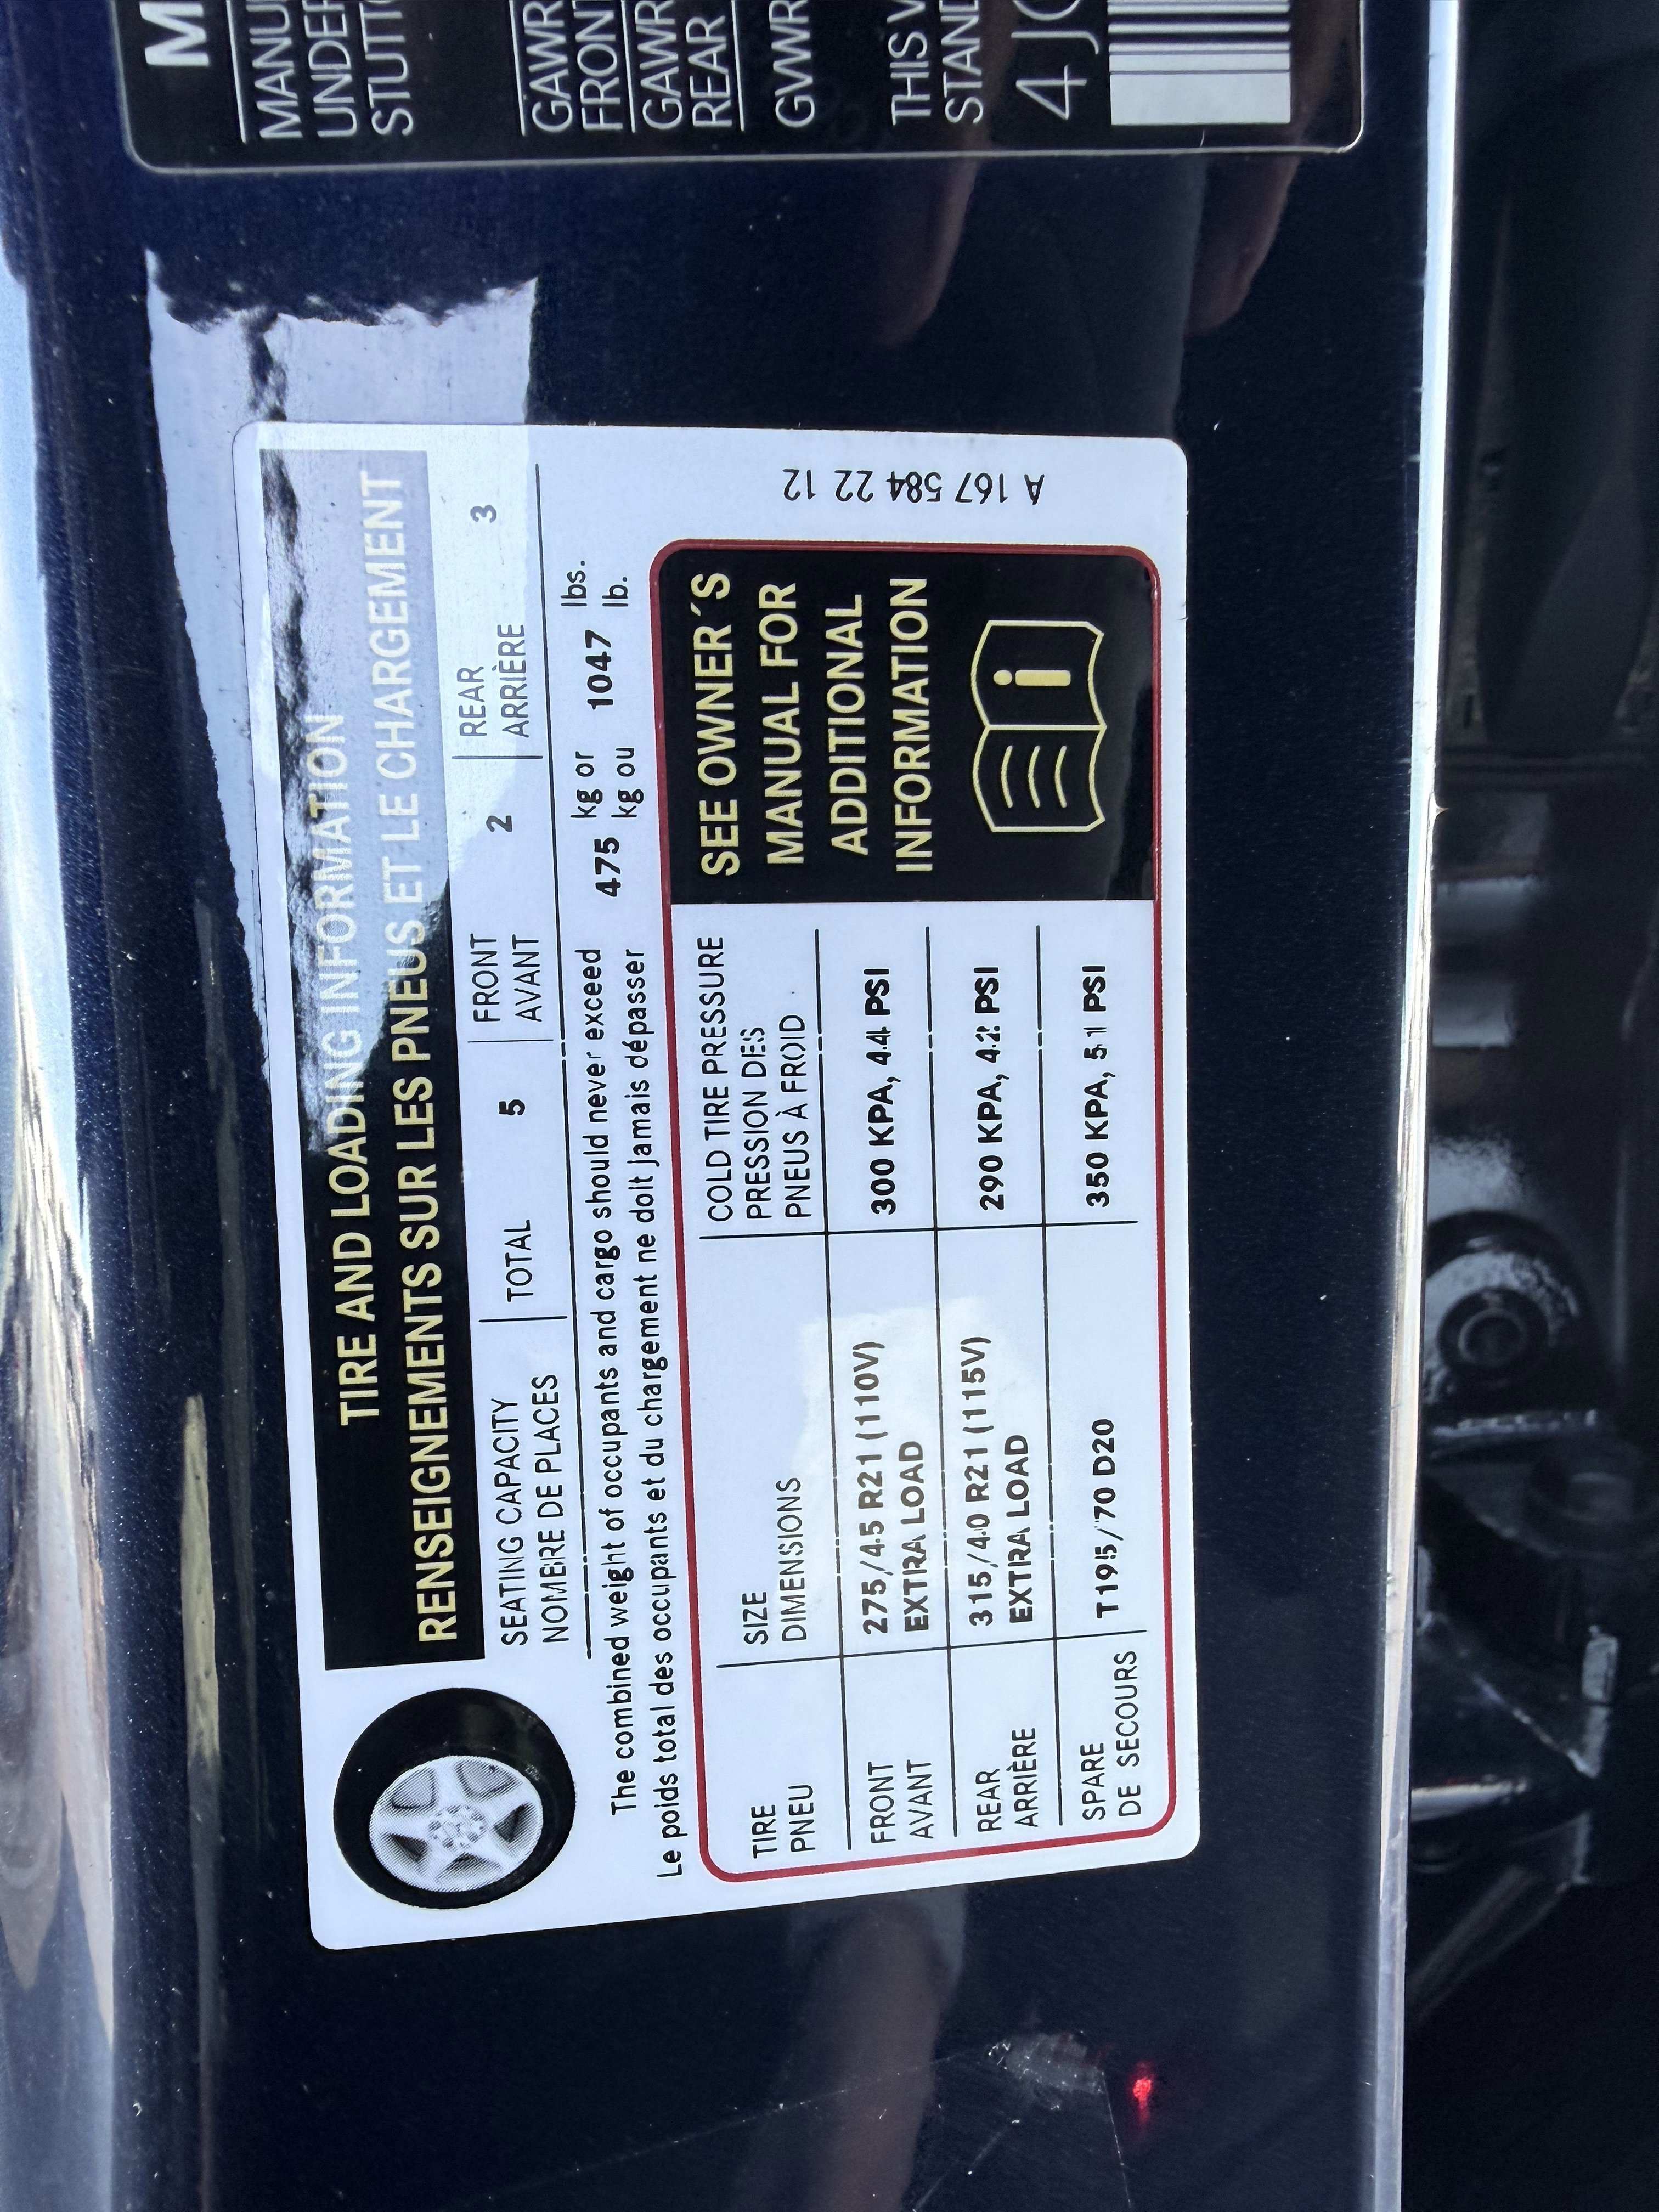 TIRE AND LOADING INFORMATION
RENSEIGNEMENTS SUR LES PNEUS ET LE CHARGEMENT
SEATING CAPACITY
NOMBRE DE PLACES
TOTAL 5
FRONT
AVANT
2
REAR
ARRIÈRE
3
The combined weight of occupants and cargo should never exceed 475 kg or 1047 lbs.
Le poids total des occupants et du chargement ne doit jamais dépasser kg ou lb.
TIRE
PNEU
SIZE
DIMENSIONS
COLD TIRE PRESSURE
PRESSION DES
PNEUS À FROID
FRONT
AVANT
275/45 R21 (110V)
EXTRA LOAD
300 KPA, 44 PSI
REAR
ARRIÈRE
315/40 R21 (115V)
EXTRA LOAD
290 KPA, 42 PSI
SPARE
DE SECOURS
T195/70 D20
350 KPA, 51 PSI
SEE OWNER´S
MANUAL FOR
ADDITIONAL
INFORMATION
A 167 584 22 12
M
MANU
UNDER
STUTT
GAWR
FRONT
GAWR
REAR
GVWR
THIS V
STAND
4 J